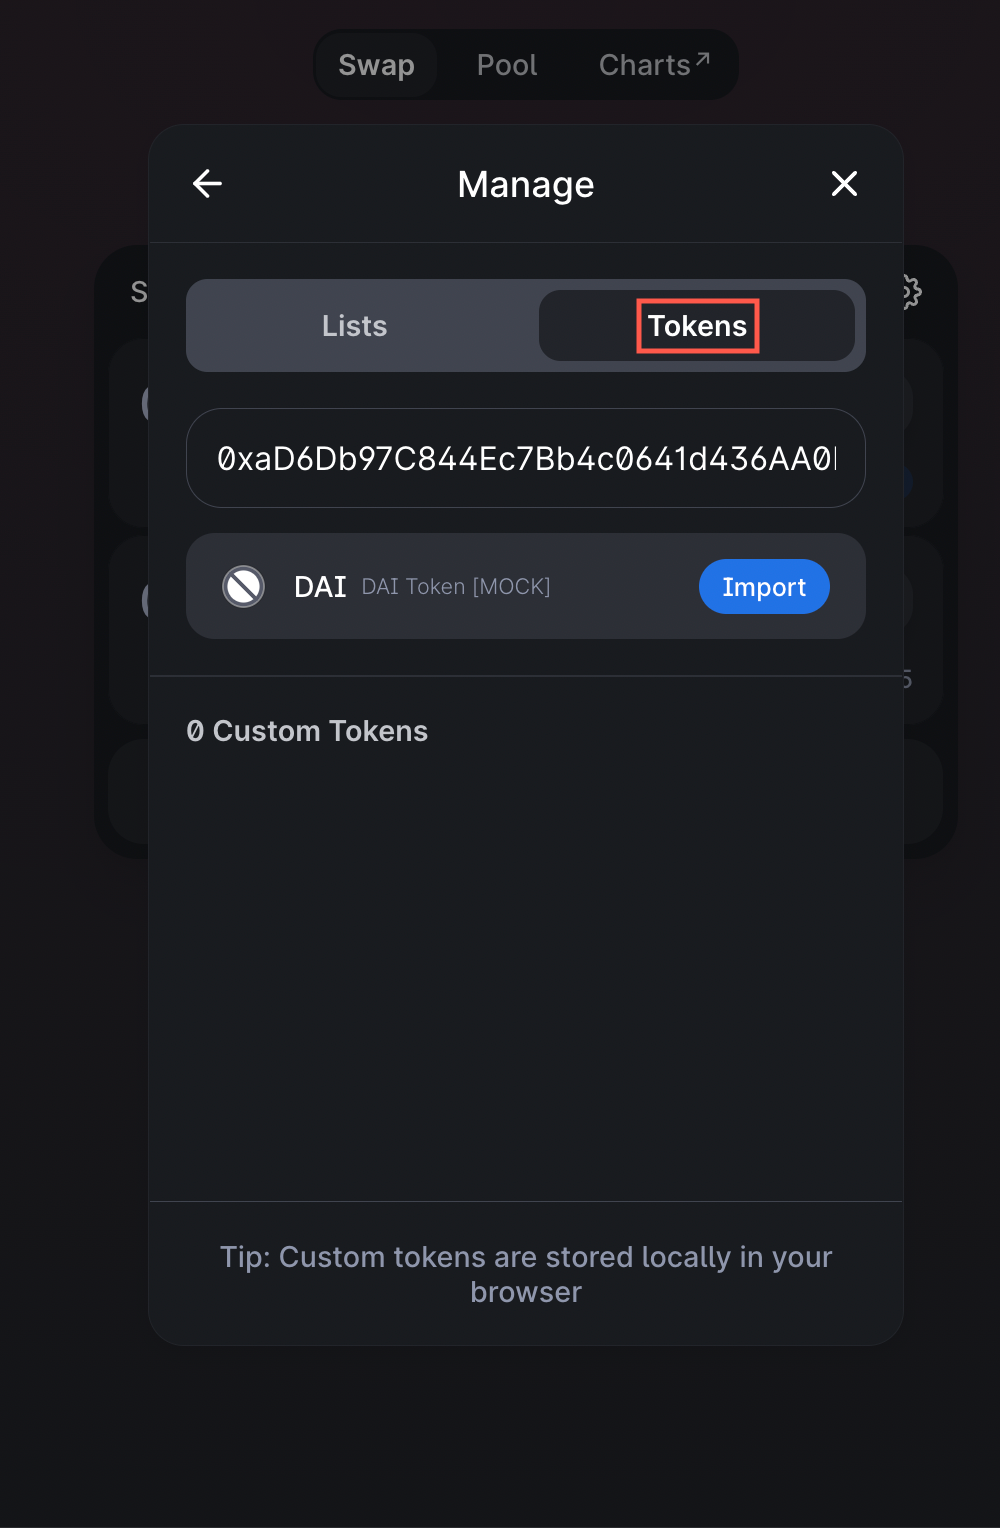 Swap Pool Charts↗
Manage
S
Lists Tokens
0xaD6Db97C844Ec7Bb4c0641d436AA0
DAI DAI Token [MOCK] Import
5
0 Custom Tokens
Tip: Custom tokens are stored locally in your
browser